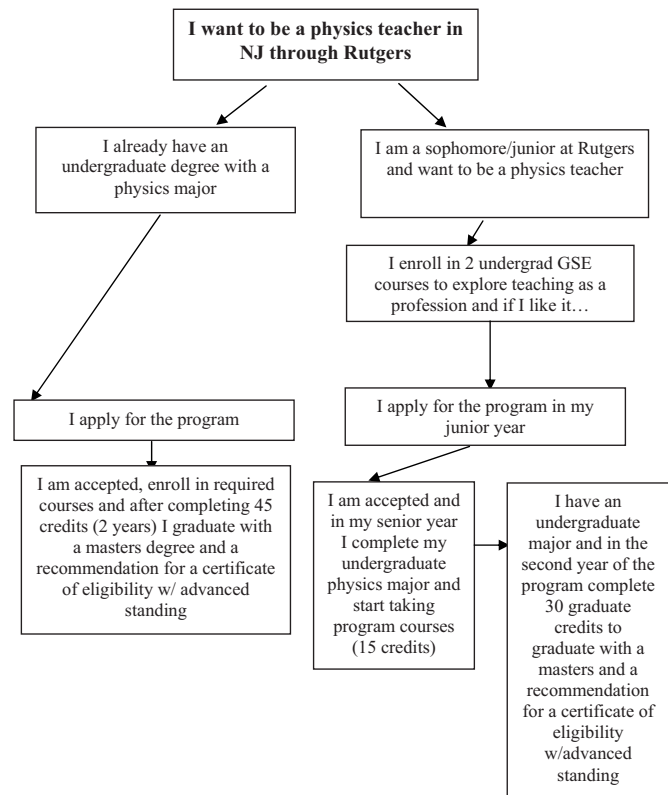 I want to be a physics teacher in
NJ through Rutgers
I already have an
undergraduate degree with a
physics major
I am a sophomore/junior at Rutgers
and want to be a physics teacher
I enroll in 2 undergrad GSE
courses to explore teaching as a
profession and if I like it…
I apply for the program
I apply for the program in my
junior year
I am accepted, enroll in required
courses and after completing 45
credits (2 years) I graduate with
a masters degree and a
recommendation for a certificate
of eligibility w/ advanced
standing
I am accepted and
in my senior year
I complete my
undergraduate
physics major and
start taking
program courses
(15 credits)
I have an
undergraduate
major and in the
second year of the
program complete
30 graduate
credits to
graduate with a
masters and a
recommendation
for a certificate of
eligibility
w/advanced
standing